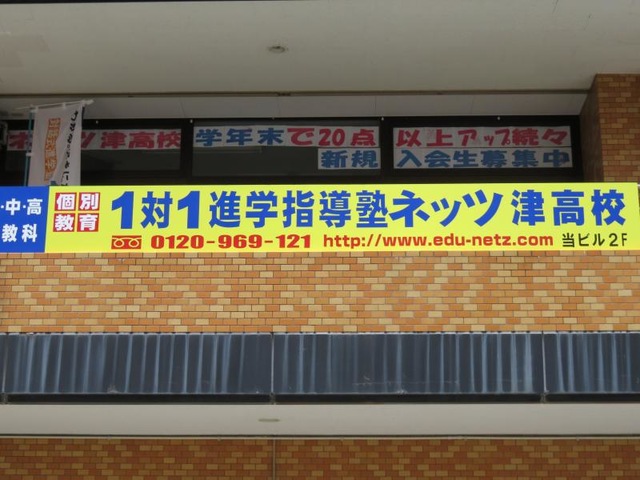 ネッツ津高校 学年末で20点 以上アップ続々
新規 入会生募集中
・中・高
教科
個別
教育
1対1進学指導塾ネッツ津高校
0120-969-121 http://www.edu-netz.com 当ビル2F